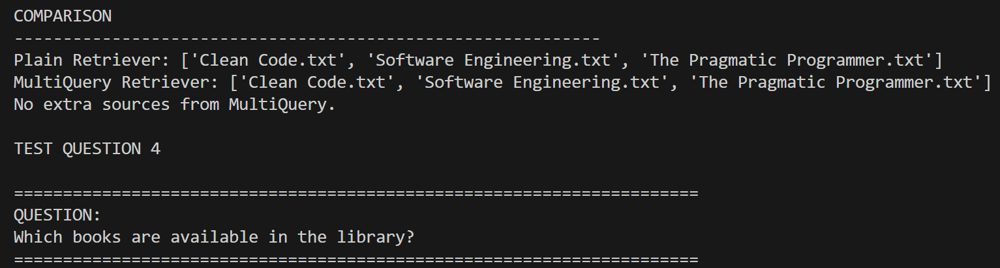 COMPARISON
------------------------------------------------------------
Plain Retriever: ['Clean Code.txt', 'Software Engineering.txt', 'The Pragmatic Programmer.txt']
MultiQuery Retriever: ['Clean Code.txt', 'Software Engineering.txt', 'The Pragmatic Programmer.txt']
No extra sources from MultiQuery.
TEST QUESTION 4
======================================================================
QUESTION:
Which books are available in the library?
======================================================================